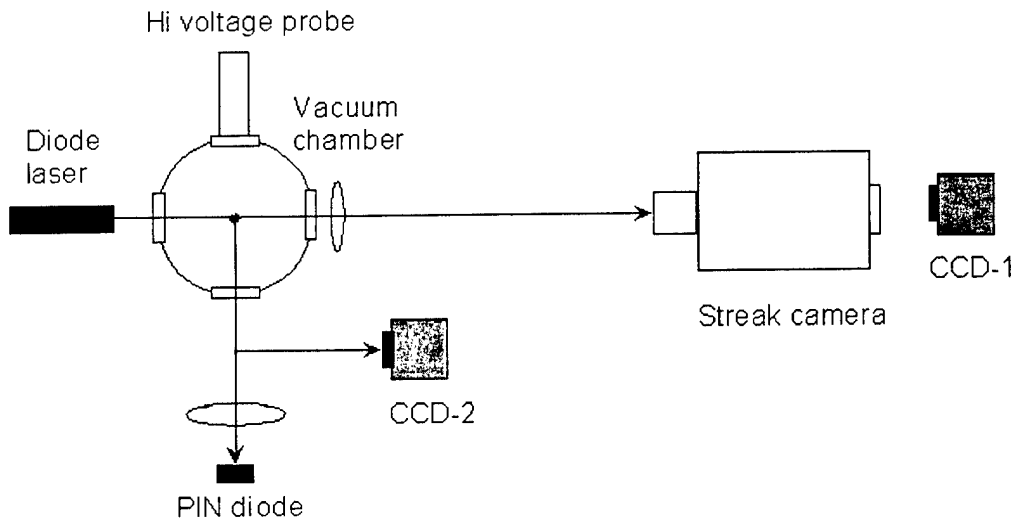 Hi voltage probe
Vacuum
chamber
Diode
laser
CCD-1
Streak camera
CCD-2
PIN diode